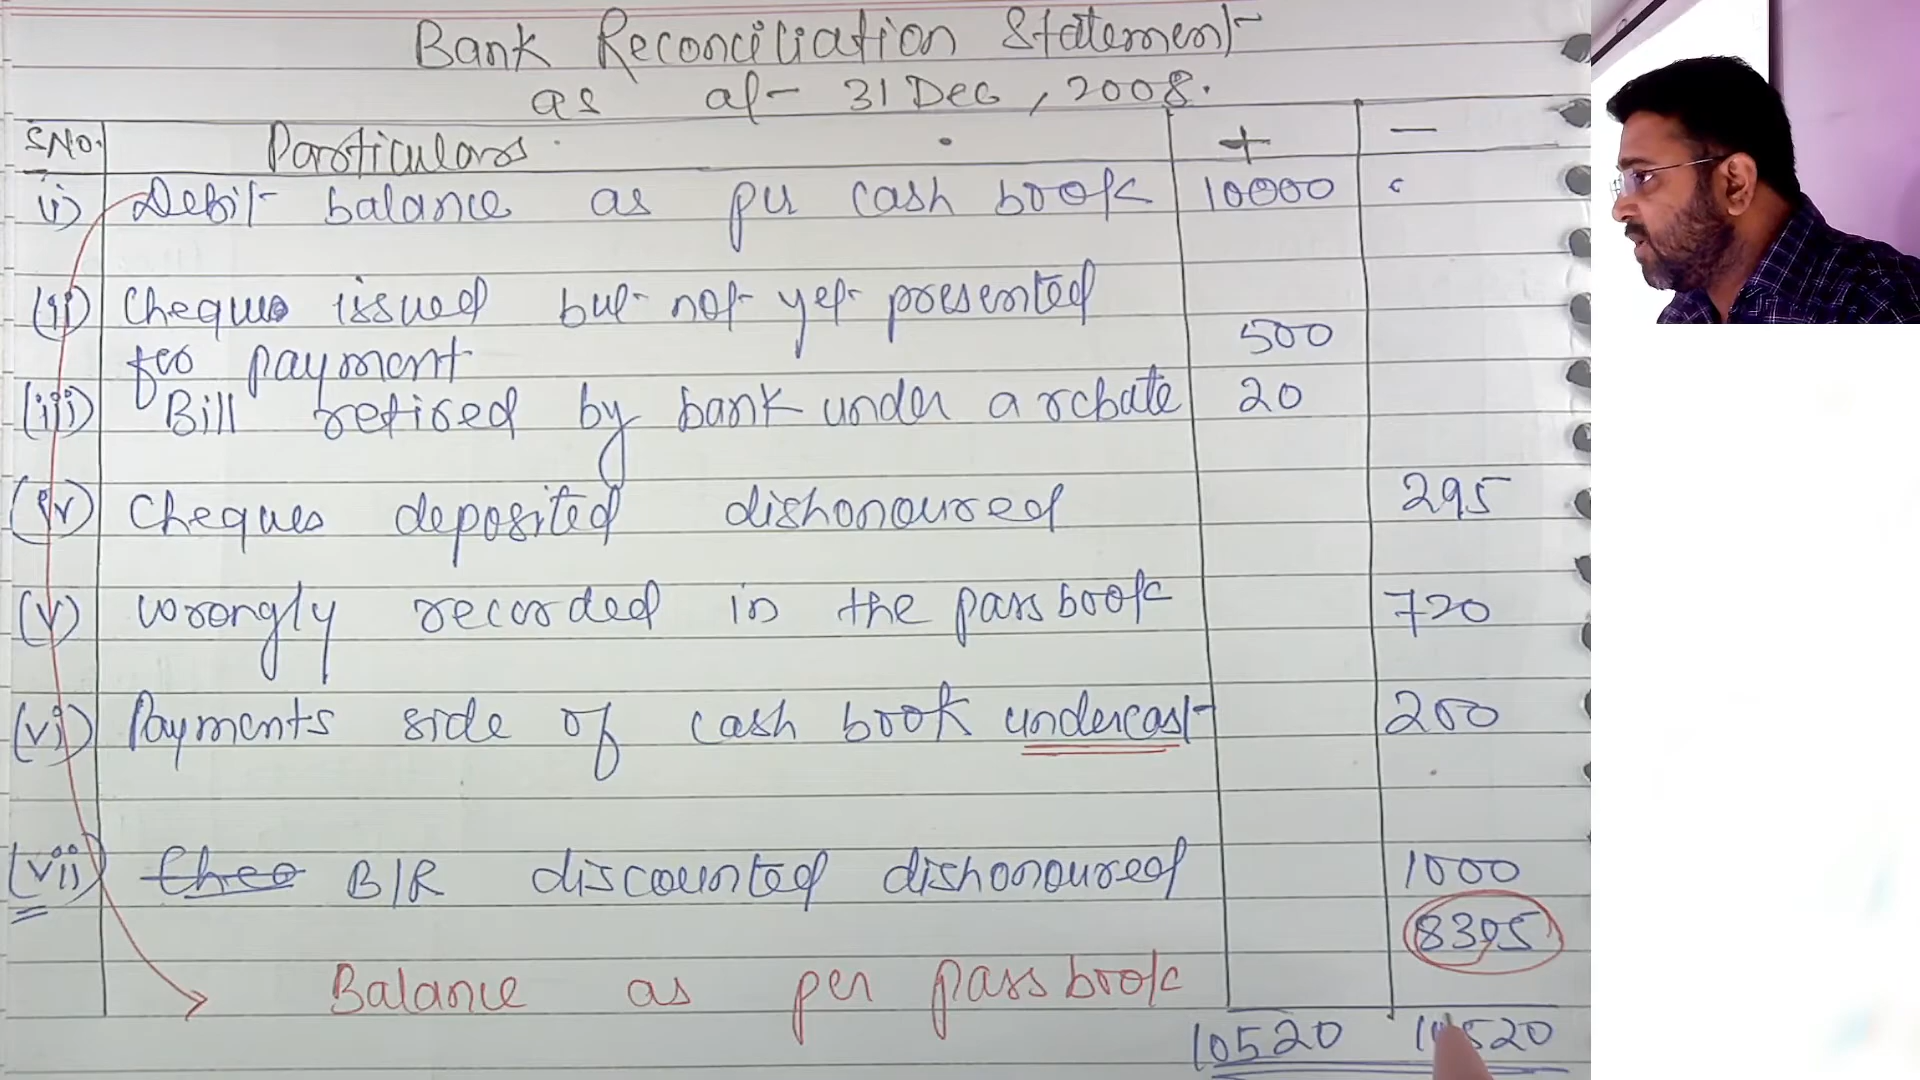 Bank Reconciliation Statement
as at 31 Dec, 2008.
S.No. Particulars + -
(i) Debit balance as per cash book 10000
(ii) Cheques issued but not yet presented
for payment 500
(iii) Bill retired by bank under a rebate 20
(iv) Cheques deposited dishonoured 295
(v) Wrongly recorded in the pass book 720
(vi) Payments side of cash book undercast 200
(vii) B/R discounted dishonoured 1000
8305
Balance as per pass book
10520 10520